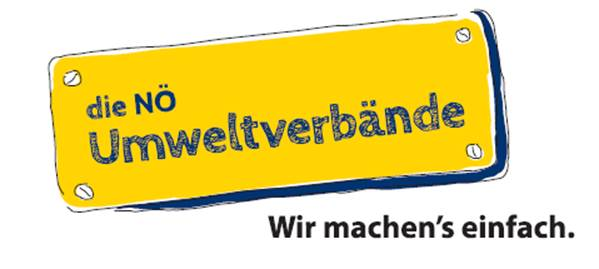 die NÖ
Umweltverbände
Wir machen's einfach.